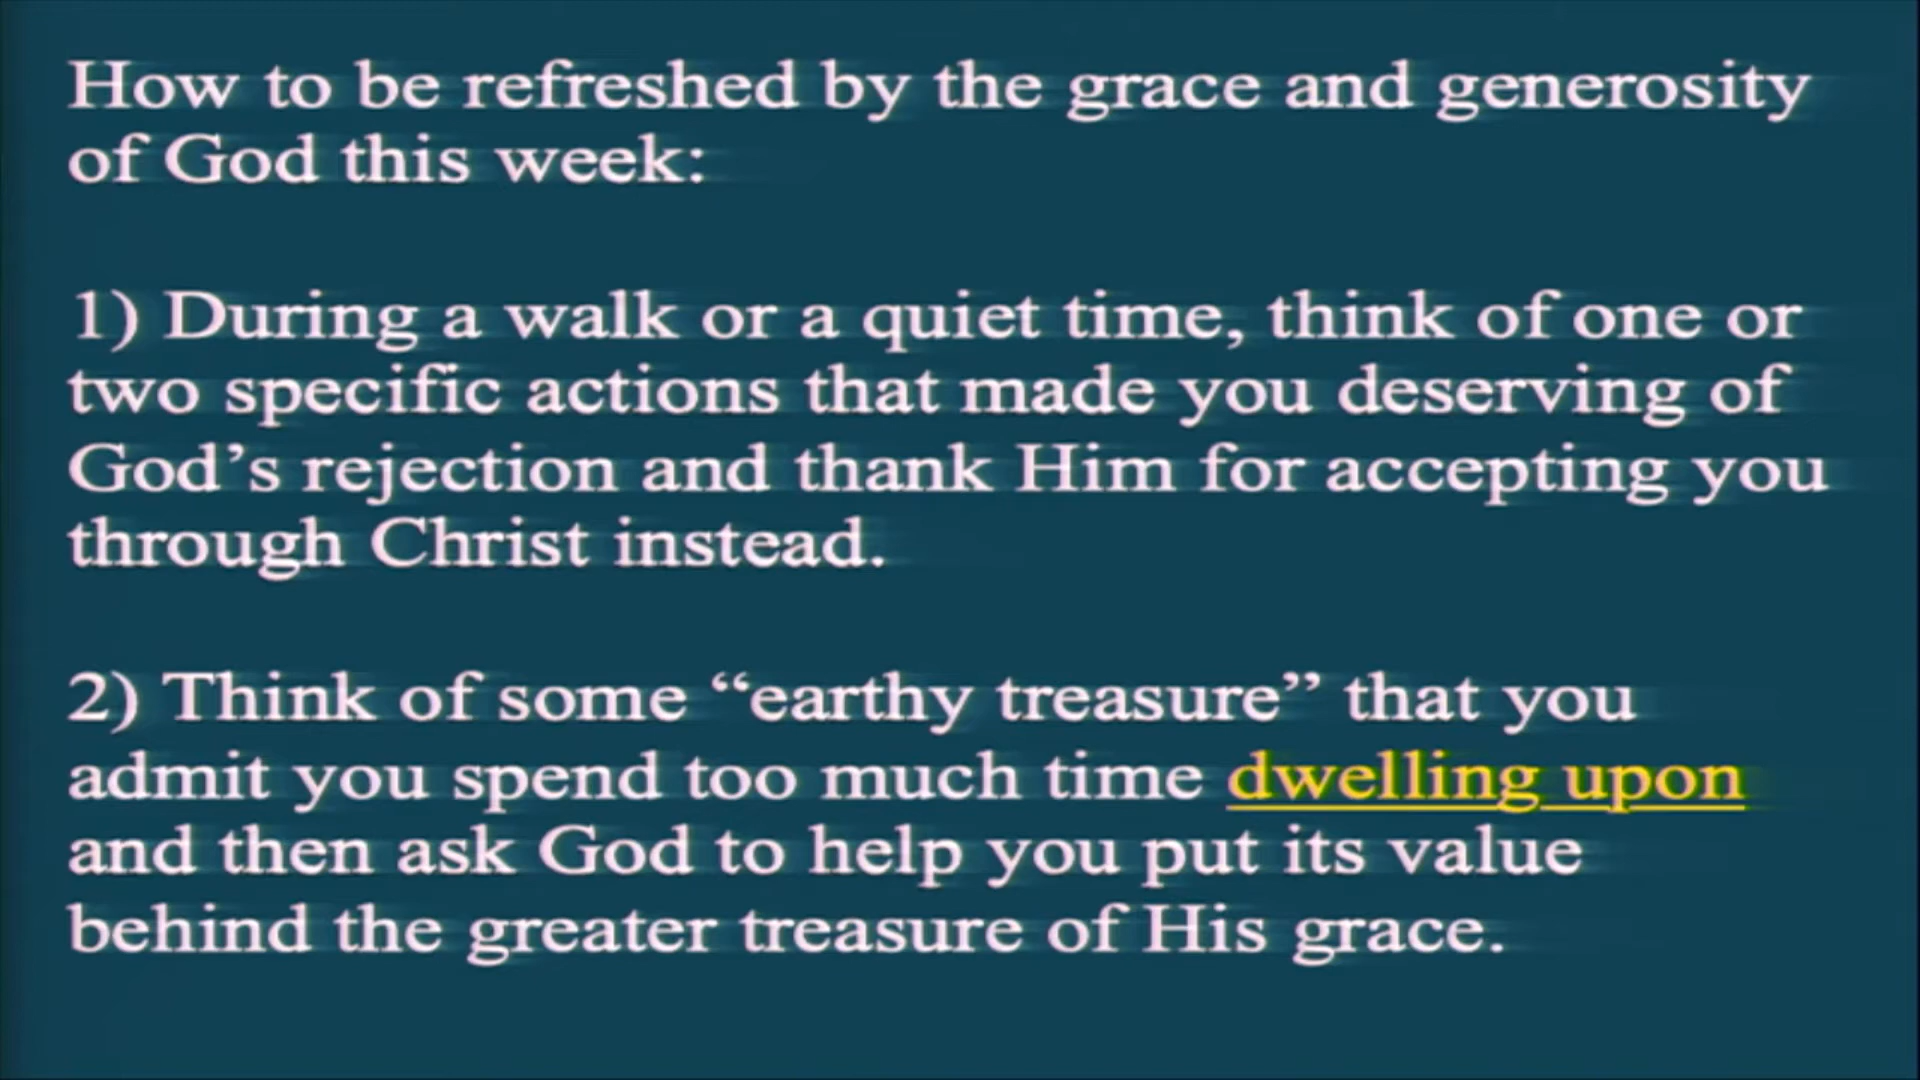 How to be refreshed by the grace and generosity
of God this week:
1) During a walk or a quiet time, think of one or
two specific actions that made you deserving of
God’s rejection and thank Him for accepting you
through Christ instead.
2) Think of some “earthy treasure” that you
admit you spend too much time dwelling upon
and then ask God to help you put its value
behind the greater treasure of His grace.